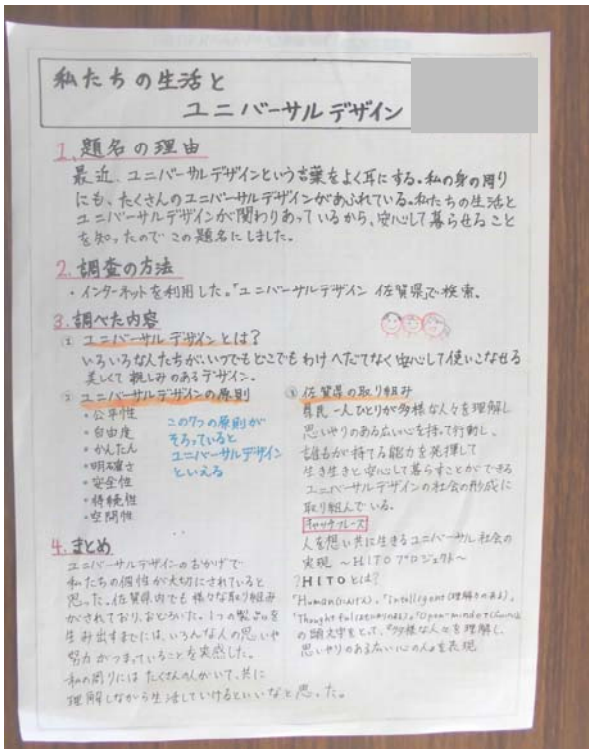 私たちの生活と
ユニバーサルデザイン
1. 題名の理由
最近、ユニバーサルデザインという言葉をよく耳にする。私の身の周り
にも、たくさんのユニバーサルデザインがあふれている。私たちの生活と
ユニバーサルデザインが関わりあっているから、安心して暮らせること
を知ったのでこの題名にしました。
2. 調査の方法
・インターネットを利用した。「ユニバーサルデザイン 佐賀県」で検索。
3. 調べた内容
① ユニバーサルデザインとは?
いろいろな人たちが、いつでもどこでもわけへだてなく安心して使いこなせる
美しくて親しみのあるデザイン。
② ユニバーサルデザインの原則
・公平性
・自由度
・かんたん
・明確さ
・安全性
・持続性
・空間性
この7つの原則が
そろっていると
ユニバーサルデザイン
といえる
③ 佐賀県の取り組み
県民一人ひとりが多様な人々を理解し
思いやりのある広い心を持って行動し、
誰もが持てる能力を発揮して
生き生きと安心して暮らすことができる
ユニバーサルデザインの社会の形成に
取り組んでいる。
キャッチフレーズ
人を想い共に生きるユニバーサル社会の
実現 ～HITOプロジェクト～
?HITOとは?
「Human(にんげん)」「intelligent(理解力のある)」
「Thoughtful」「Open-minded」
の頭文字をとって、『多様な人々を理解し、
思いやりのある広い心の人』を表現
4. まとめ
ユニバーサルデザインのおかげで
私たちの個性が大切にされていると
思った。佐賀県内でも様々な取り組み
がされており、おどろいた。1つの製品を
生み出すまでには、いろんな人の思いや
努力がつまっていることを実感した。
私の周りにはたくさんの人がいて、共に
理解しながら生活していけるといいなと思った。